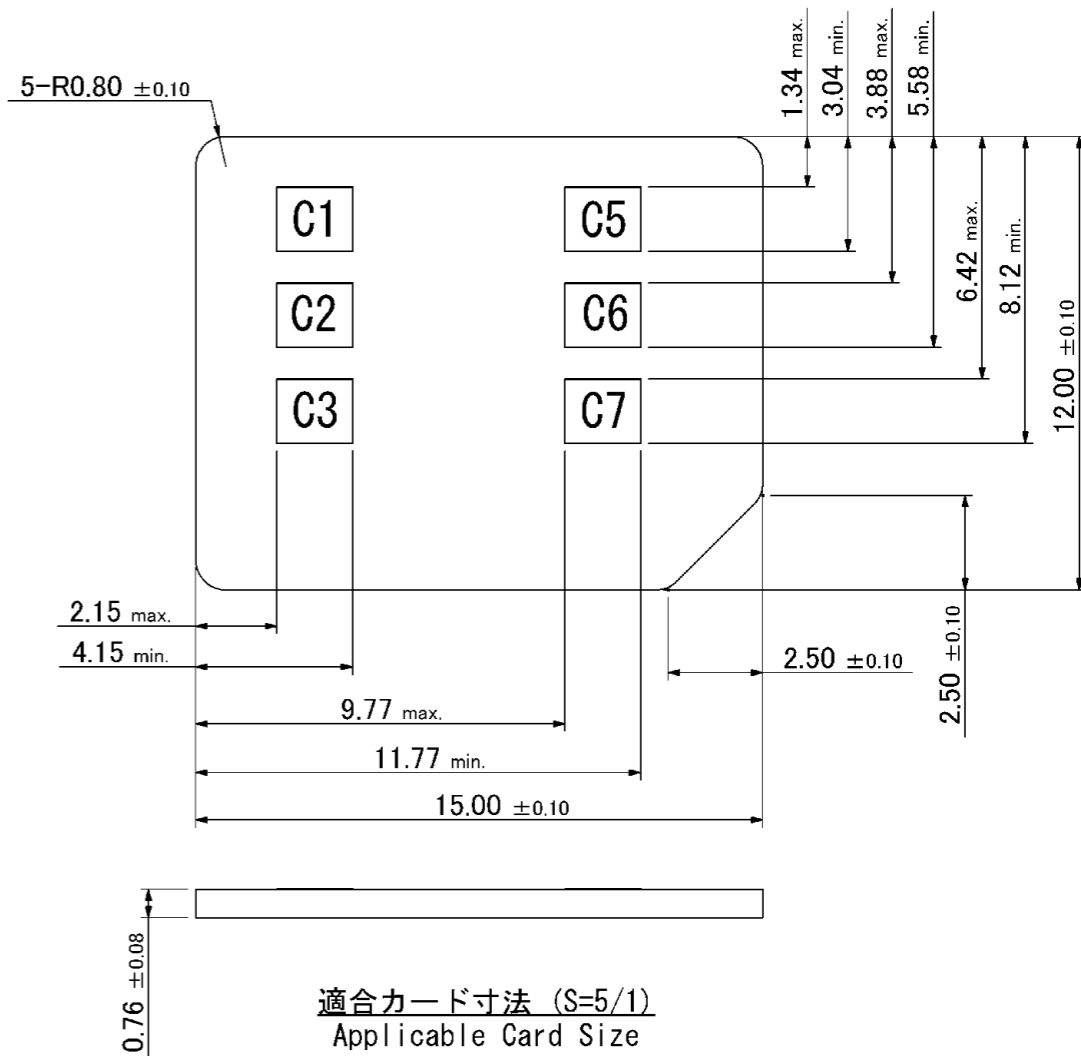 1.34 max.
3.04 min.
3.88 max.
5.58 min.
5-R0.80 ±0.10
C1
C5
6.42 max.
8.12 min.
C2
C6
12.00 ±0.10
C3
C7
2.15 max.
4.15 min.
2.50 ±0.10
2.50 ±0.10
9.77 max.
11.77 min.
15.00 ±0.10
0.76 ±0.08
適合カード寸法 (S=5/1)
Applicable Card Size